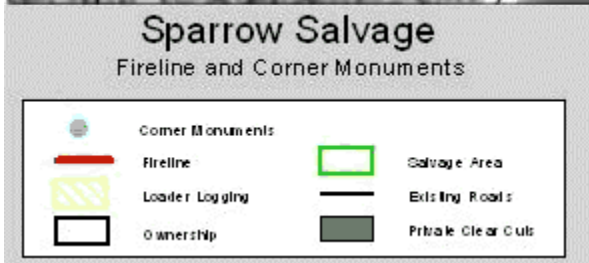 Sparrow Salvage
Fireline and Corner Monuments
Corner Monuments
Fireline
Salvage Area
Loader Logging
Existing Roads
Ownership
Private Clear Cuts